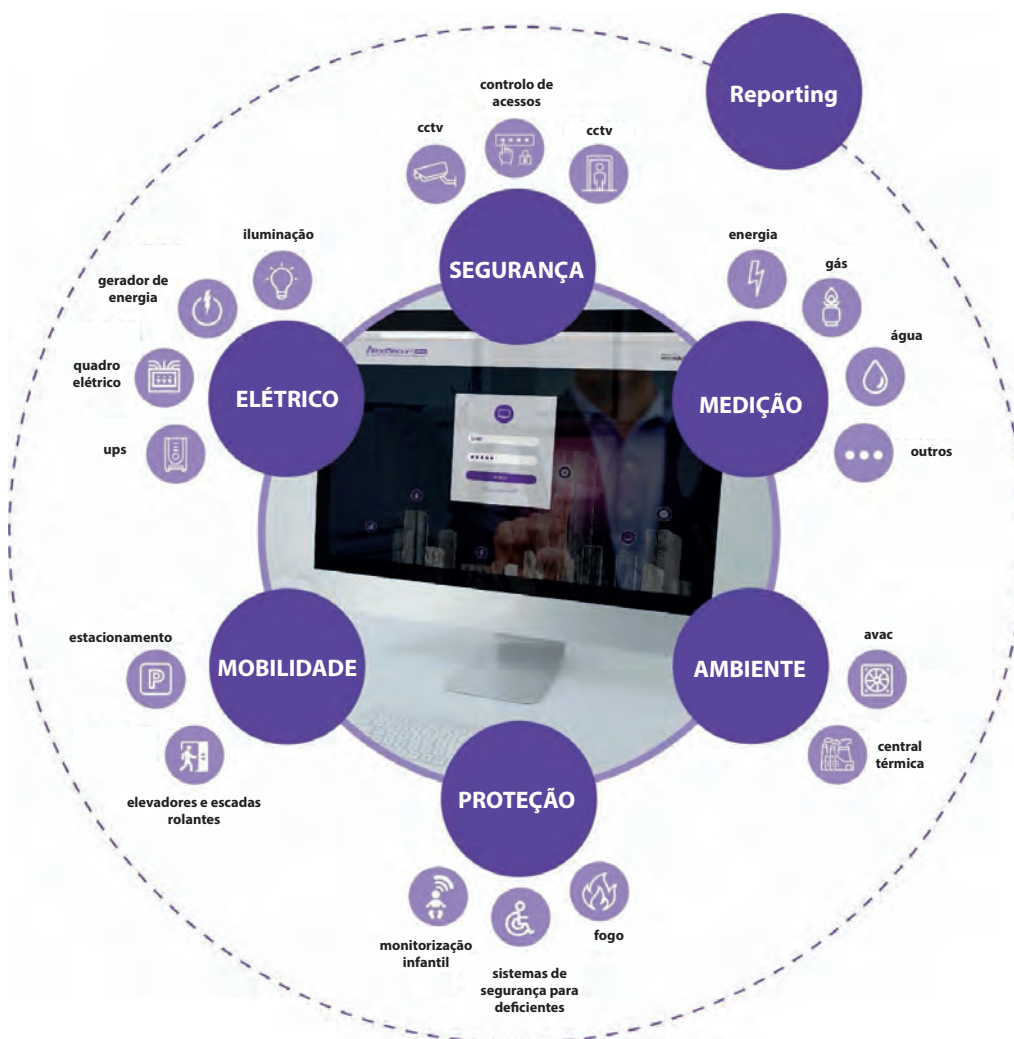 Reporting
controlo de
acessos
cctv
cctv
SEGURANÇA
iluminação
gerador de
energia
quadro
elétrico
ups
ELÉTRICO
energia
gás
água
outros
MEDIÇÃO
estacionamento
P
elevadores e escadas
rolantes
MOBILIDADE
avac
central
térmica
AMBIENTE
PROTEÇÃO
monitorização
infantil
sistemas de
segurança para
deficientes
fogo